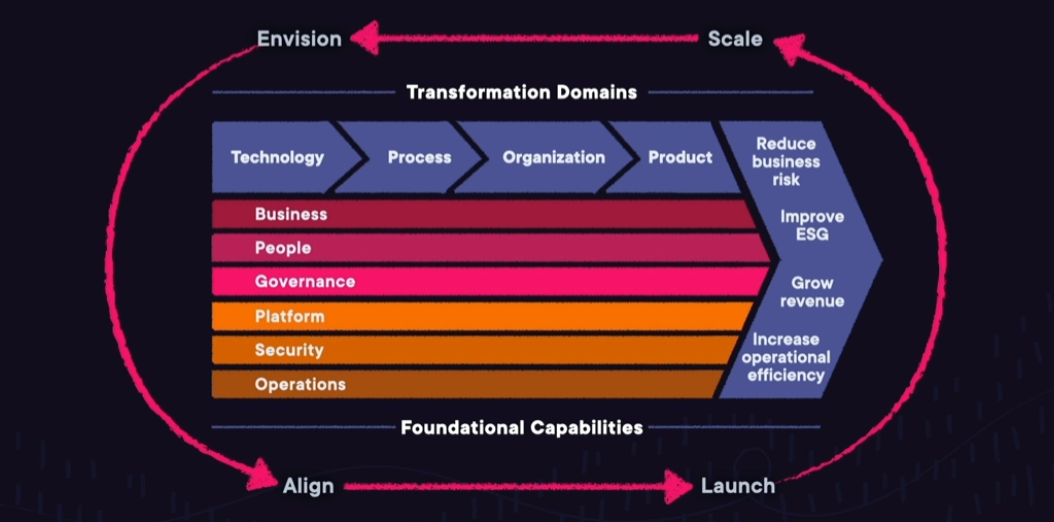 Envision
Scale
Transformation Domains
Technology
Process
Organization
Product
Reduce
business
risk
Improve
ESG
Grow
revenue
Increase
operational
efficiency
Business
People
Governance
Platform
Security
Operations
Foundational Capabilities
Align
Launch